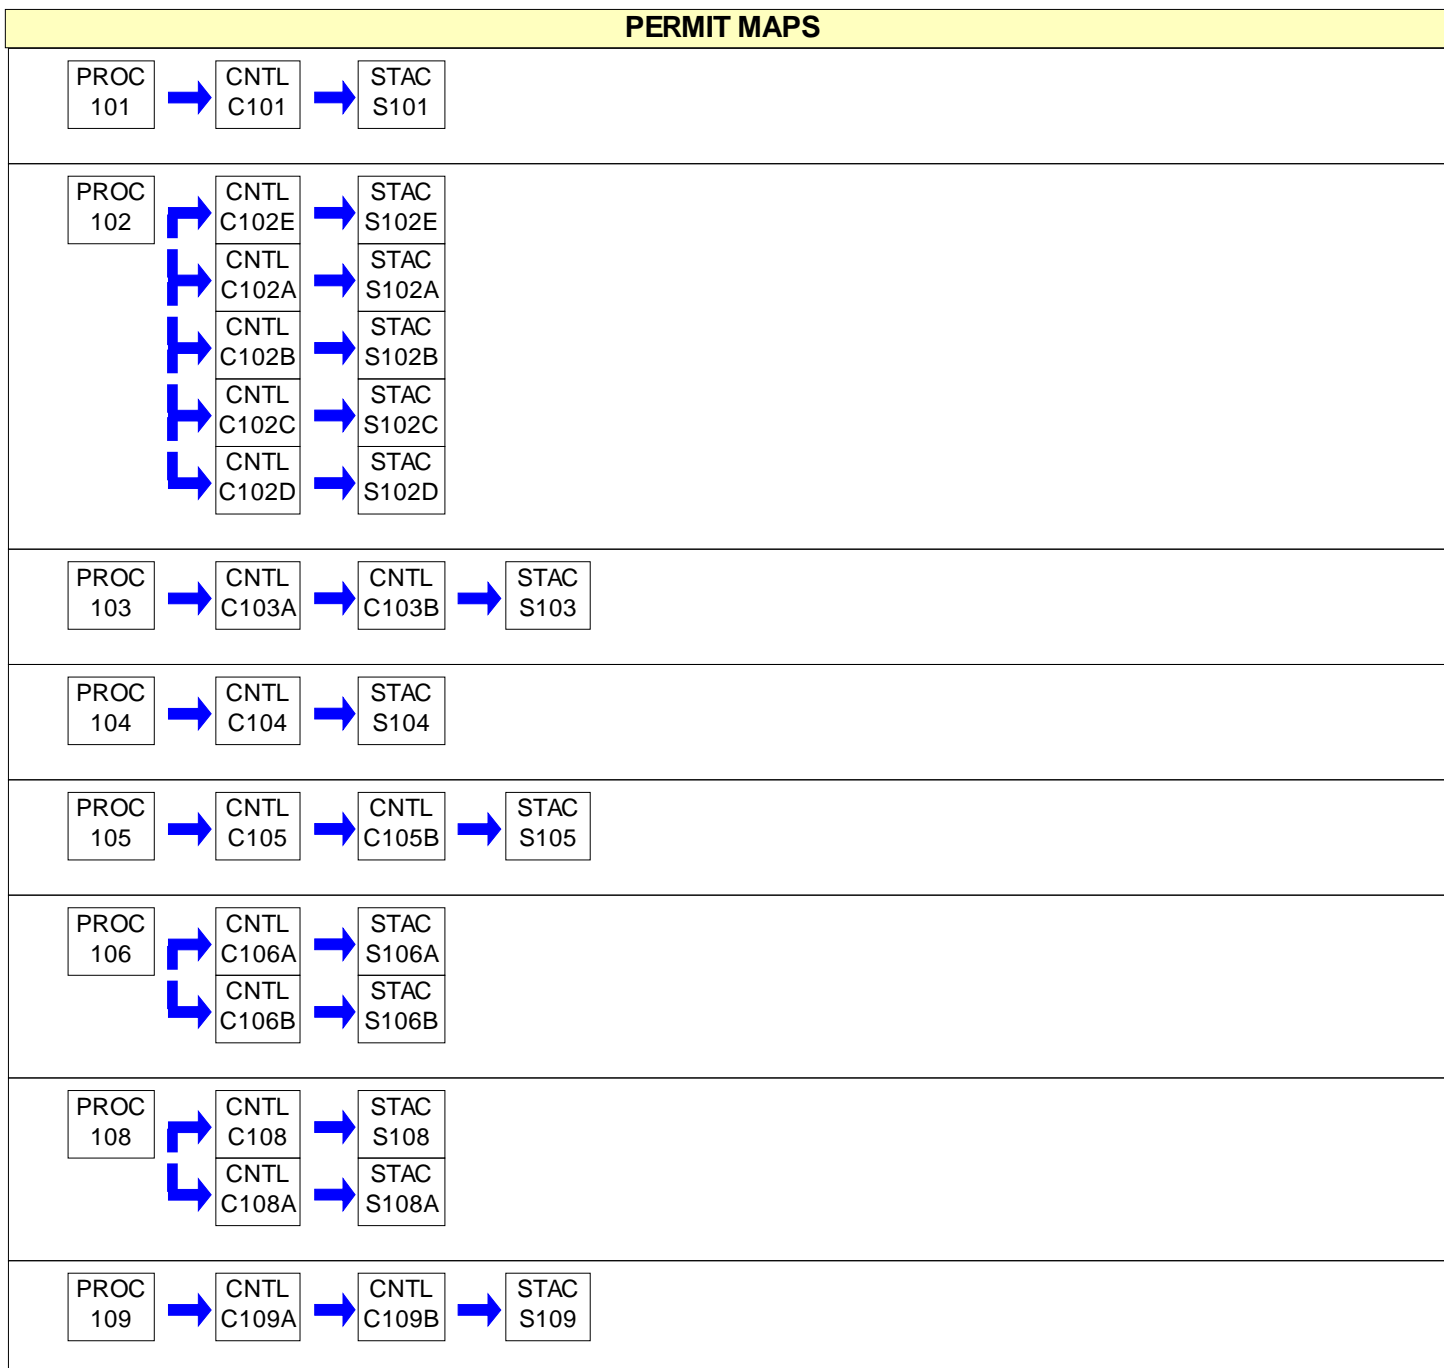 PERMIT MAPS
PROC CNTL STAC
101 C101 S101
PROC CNTL STAC
102 C102E S102E
CNTL STAC
C102A S102A
CNTL STAC
C102B S102B
CNTL STAC
C102C S102C
CNTL STAC
C102D S102D
PROC CNTL CNTL STAC
103 C103A C103B S103
PROC CNTL STAC
104 C104 S104
PROC CNTL CNTL STAC
105 C105 C105B S105
PROC CNTL STAC
106 C106A S106A
CNTL STAC
C106B S106B
PROC CNTL STAC
108 C108 S108
CNTL STAC
C108A S108A
PROC CNTL CNTL STAC
109 C109A C109B S109